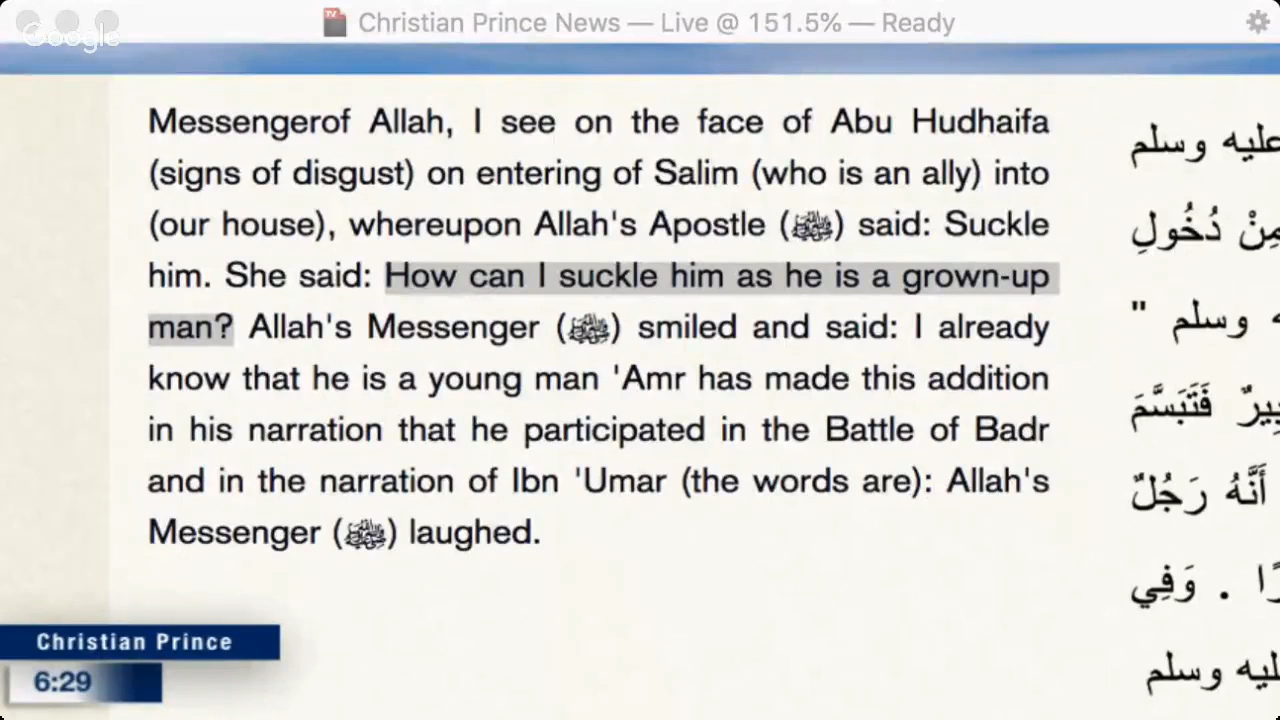 Google
Christian Prince News — Live @ 151.5% — Ready
Messengerof Allah, I see on the face of Abu Hudhaifa
(signs of disgust) on entering of Salim (who is an ally) into
(our house), whereupon Allah's Apostle (ﷺ) said: Suckle
him. She said: How can I suckle him as he is a grown-up
man? Allah's Messenger (ﷺ) smiled and said: I already
know that he is a young man 'Amr has made this addition
in his narration that he participated in the Battle of Badr
and in the narration of Ibn 'Umar (the words are): Allah's
Messenger (ﷺ) laughed.
عليه وسلم
مِنْ دُخُولِ
وسلم "
فَتَبَسَّمَ
أَنَّهُ رَجُلٌ
. وَفِي
وسلم
Christian Prince
6:29